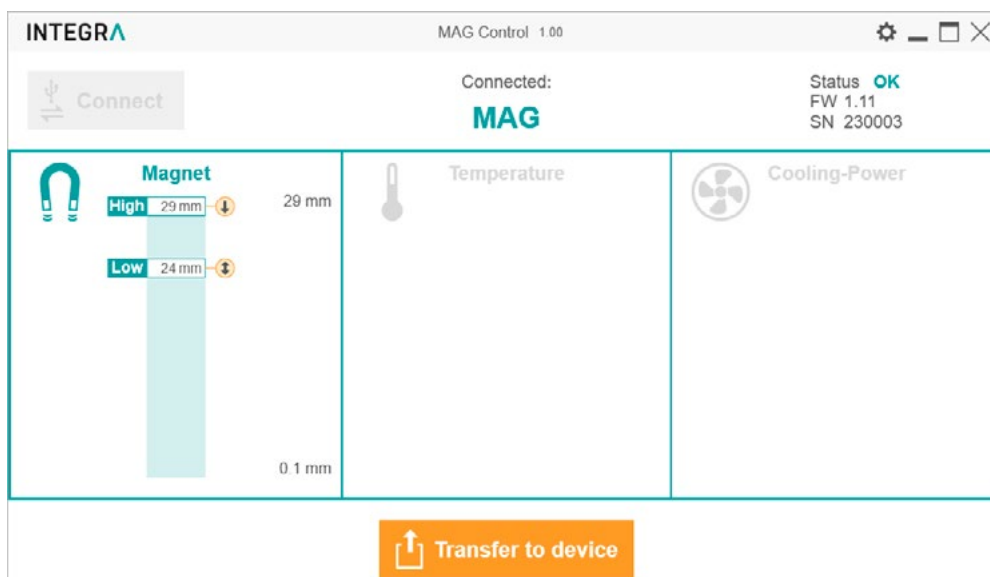 INTEGRA
MAG Control 1.00
Connect
Connected:
MAG
Status OK
FW 1.11
SN 230003
Magnet
High 29 mm
29 mm
Low 24 mm
0.1 mm
Temperature
Cooling-Power
Transfer to device